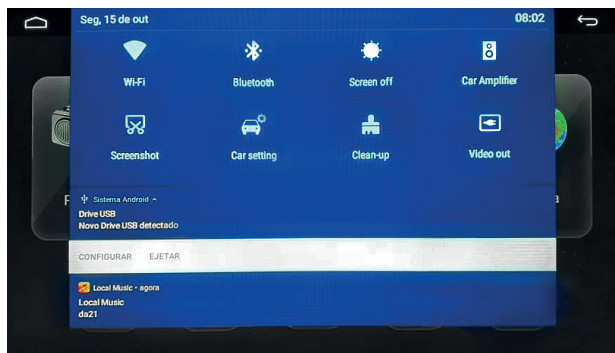 Seg, 15 de out 08:02
Wi-Fi Bluetooth Screen off Car Amplifier
Screenshot Car setting Clean-up Video out
Sistema Android
Drive USB
Novo Drive USB detectado
CONFIGURAR EJETAR
Local Music • agora
Local Music
da21